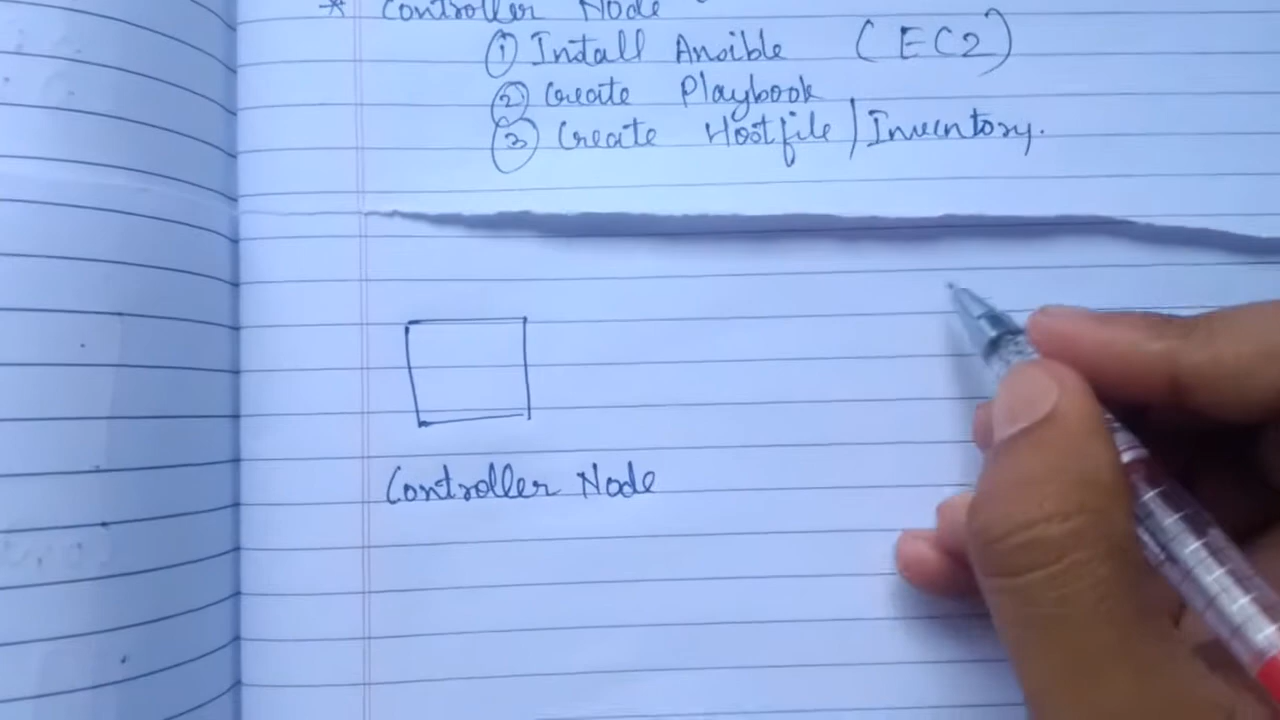 * Controller Node
① Install Ansible (EC2)
② Create Playbook
③ Create Hostfile/Inventory.
Controller Node